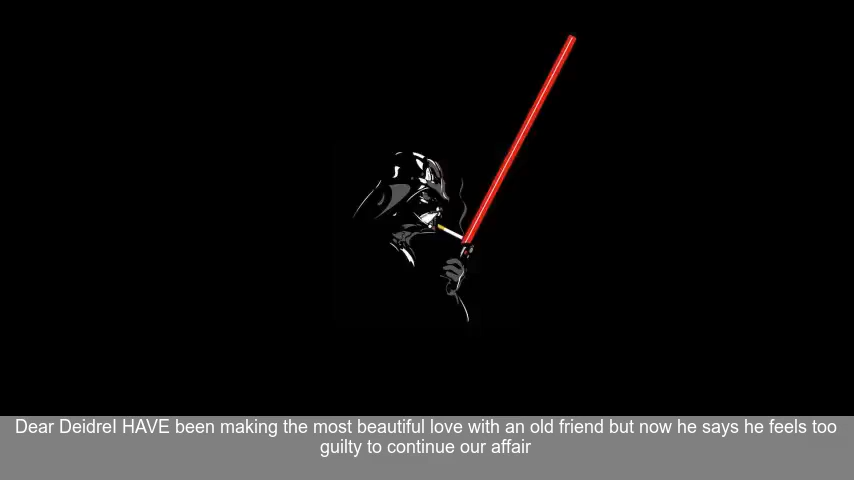 Dear DeidreI HAVE been making the most beautiful love with an old friend but now he says he feels too
guilty to continue our affair